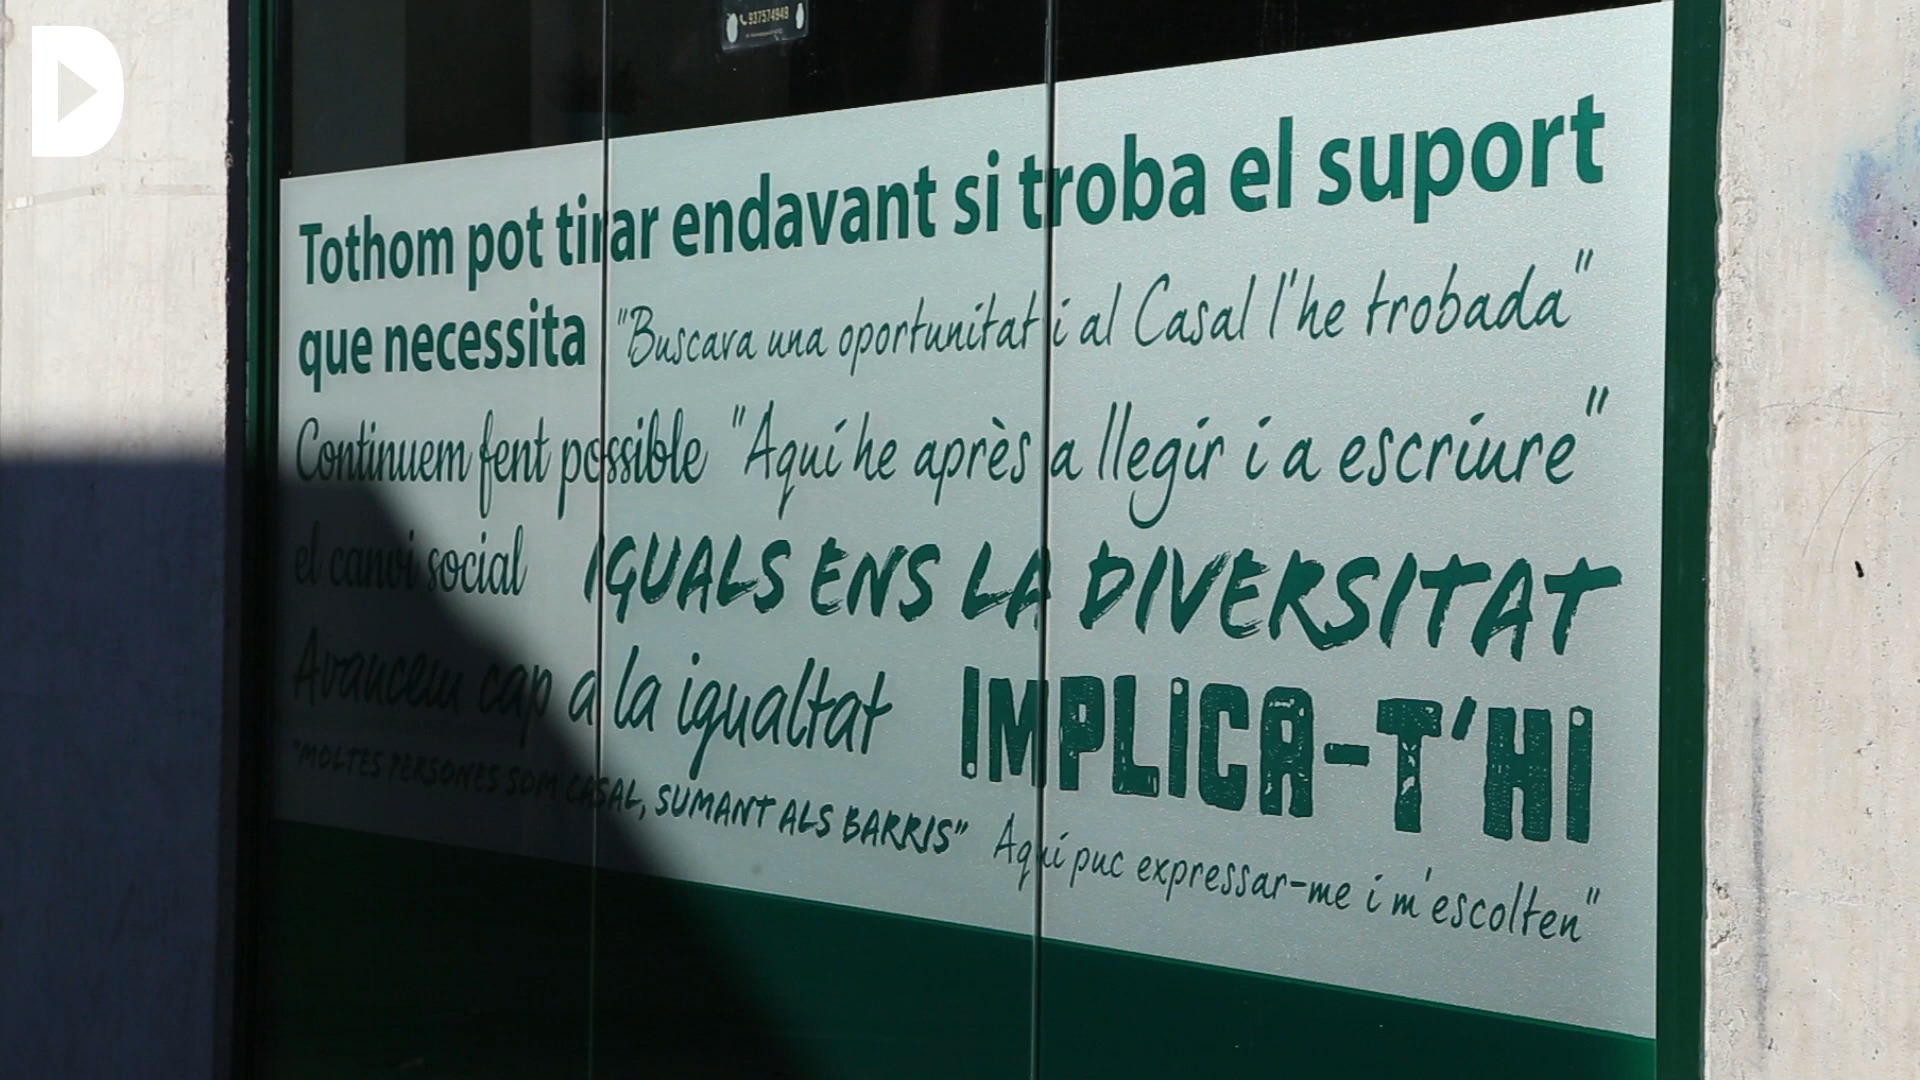 937574949
Tothom pot tirar endavant si troba el suport
que necessita "Buscava una oportunitat i al Casal l'he trobada"
Continuem fent possible "Aquí he après a llegir i a escriure"
el canvi social IGUALS EN LA DIVERSITAT
Avancem cap a la igualtat IMPLICA-T'HI
"MOLTES PERSONES SOM CASAL, SUMANT ALS BARRIS" Aquí puc expressar-me i m'escolten"